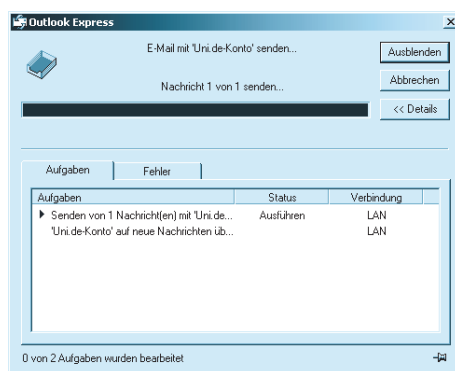 Outlook Express
E-Mail mit 'Uni.de-Konto' senden...
Ausblenden
Nachricht 1 von 1 senden...
Abbrechen
<< Details
Aufgaben Fehler
Aufgaben Status Verbindung
Senden von 1 Nachricht(en) mit 'Uni.de... Ausführen LAN
'Uni.de-Konto' auf neue Nachrichten üb... LAN
0 von 2 Aufgaben wurden bearbeitet